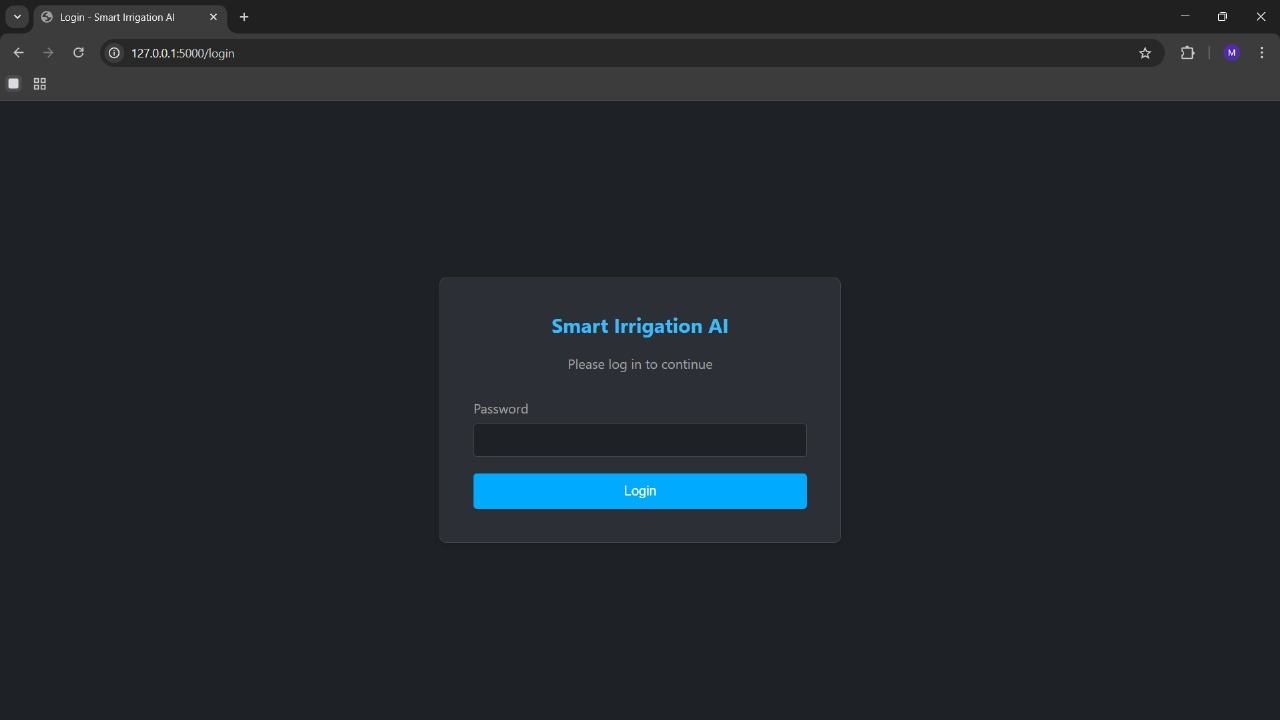 Login - Smart Irrigation AI
127.0.0.1:5000/login
M
Smart Irrigation AI
Please log in to continue
Password
Login